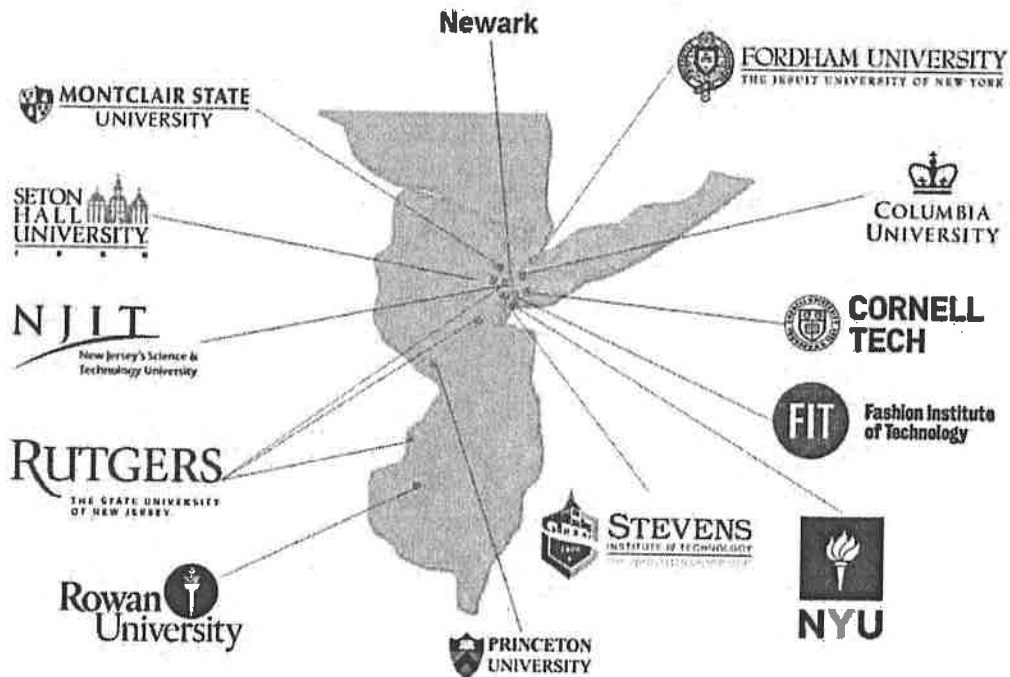 Newark
FORDHAM UNIVERSITY
THE JESUIT UNIVERSITY OF NEW YORK
MONTCLAIR STATE
UNIVERSITY
SETON
HALL
UNIVERSITY
COLUMBIA
UNIVERSITY
NJIT
New Jersey's Science &
Technology University
CORNELL
TECH
FIT
Fashion Institute
of Technology
RUTGERS
THE STATE UNIVERSITY
OF NEW JERSEY
STEVENS
INSTITUTE of TECHNOLOGY
NYU
Rowan
University
PRINCETON
UNIVERSITY